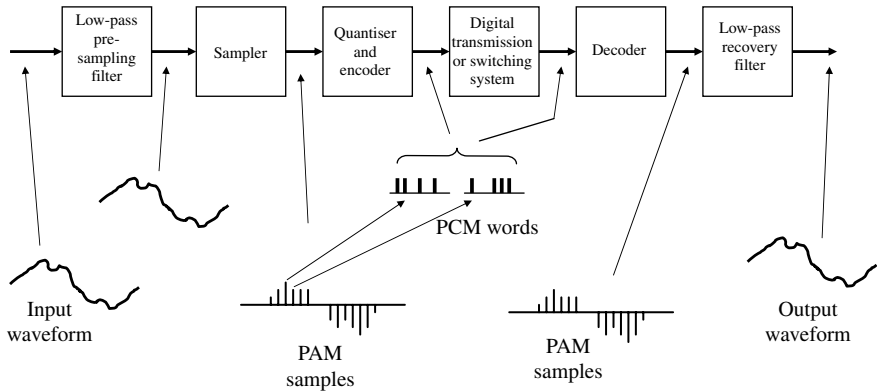 Low-pass
pre-
sampling
filter
Sampler
Quantiser
and
encoder
Digital
transmission
or switching
system
Decoder
Low-pass
recovery
filter
PCM words
Input
waveform
PAM
samples
PAM
samples
Output
waveform